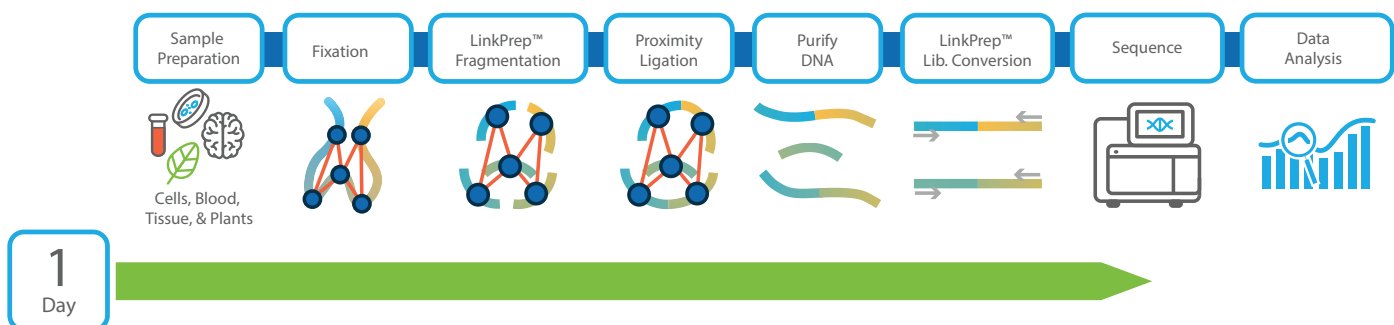 Sample
Preparation
Fixation
LinkPrep™
Fragmentation
Proximity
Ligation
Purify
DNA
LinkPrep™
Lib. Conversion
Sequence
Data
Analysis
Cells, Blood,
Tissue, & Plants
1
Day